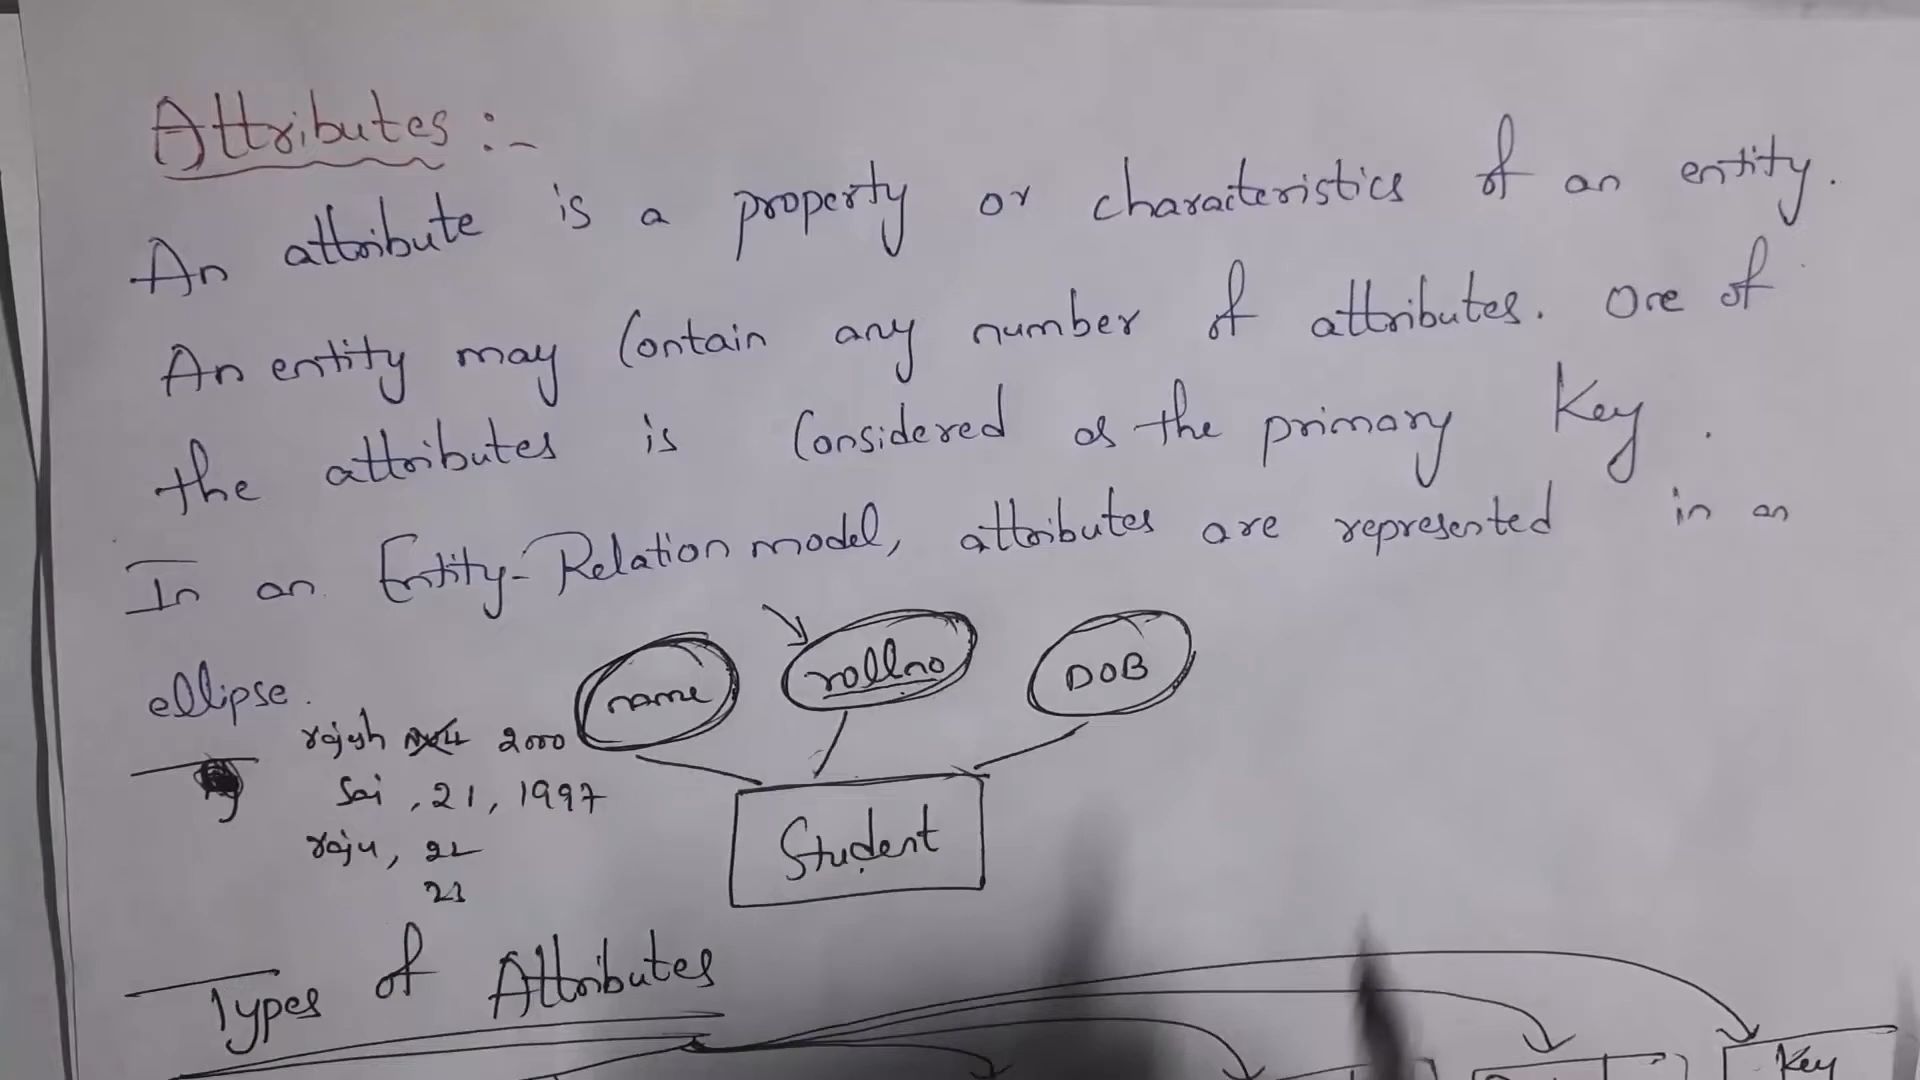 Attributes :-
An attribute is a property or characteristics of an entity.
An entity may Contain any number of attributes. One of
the attributes is Considered as the primary Key.
In an Entity-Relation model, attributes are represented in an
ellipse.
name rollno DOB
rajesh 2000
Sai, 21, 1997
raju, 22
23
Student
Types of Attributes
Key